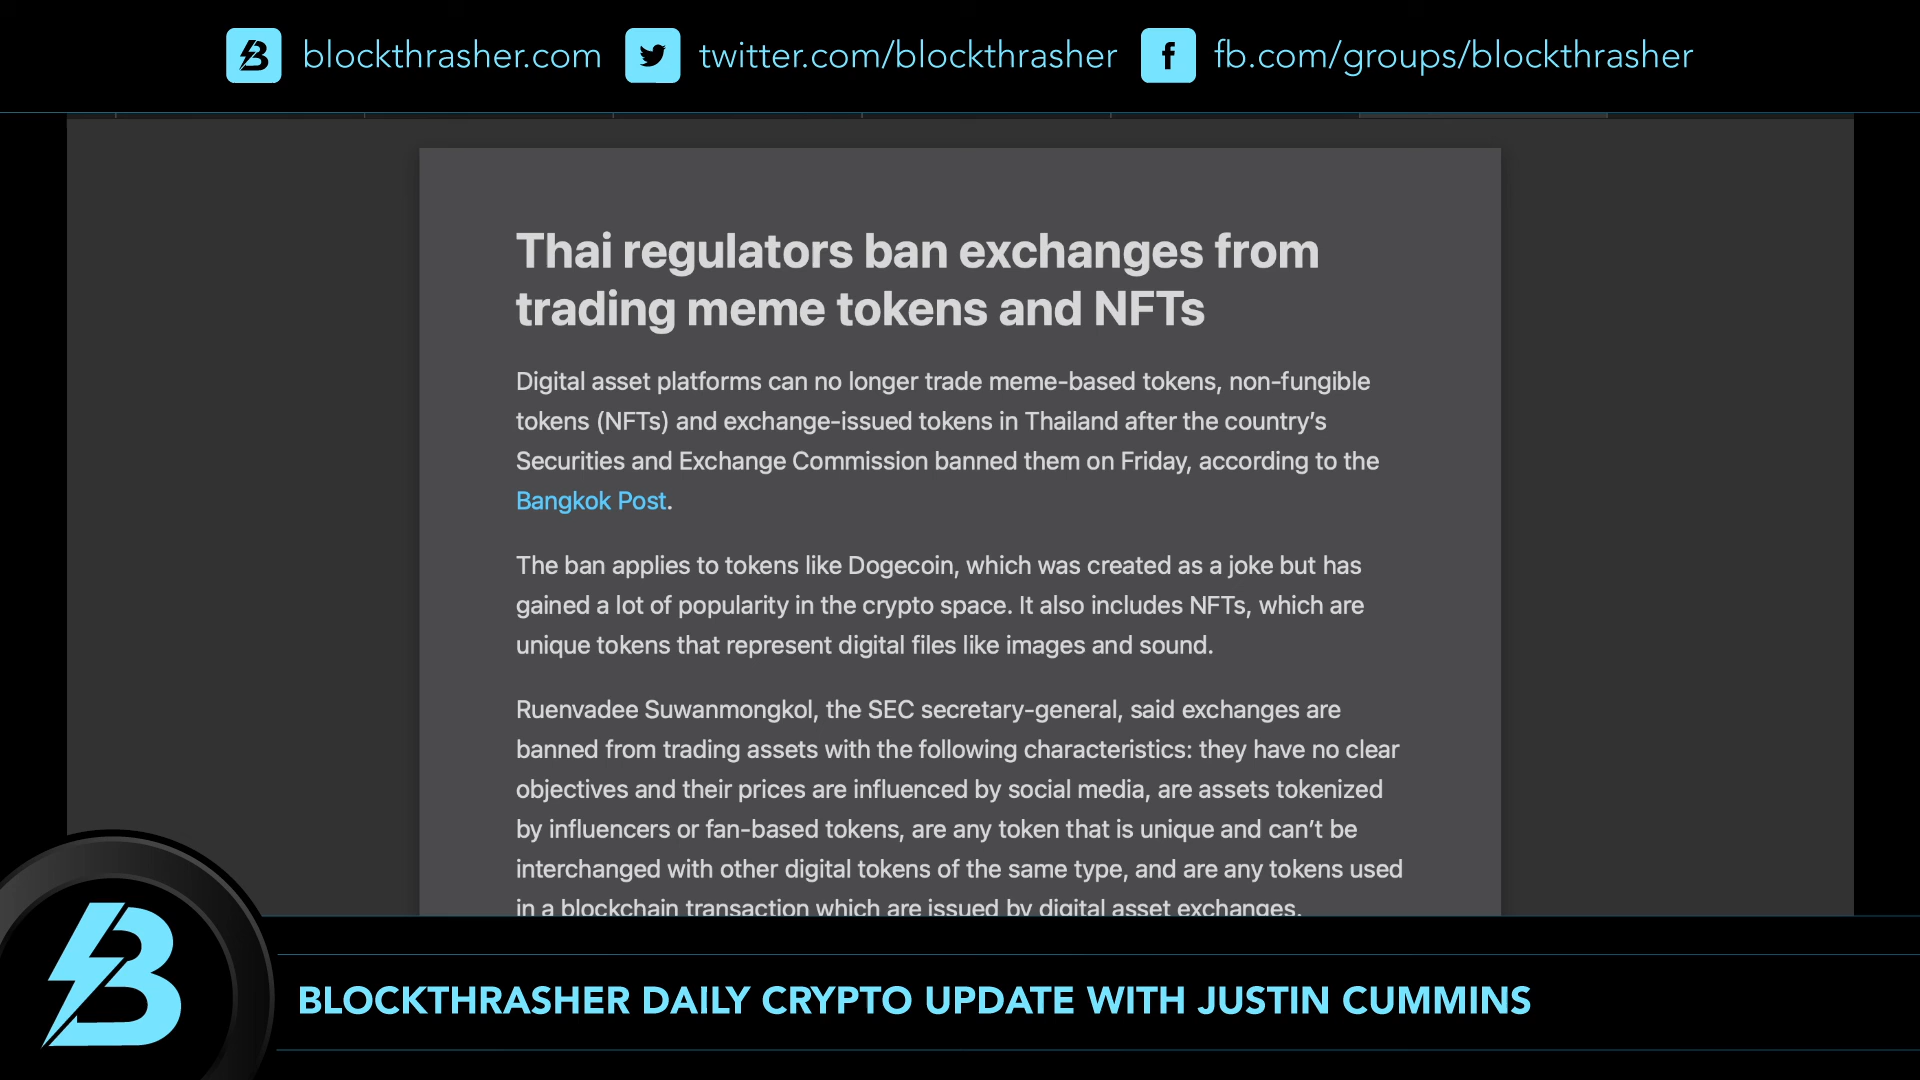 blockthrasher.com twitter.com/blockthrasher fb.com/groups/blockthrasher
Thai regulators ban exchanges from
trading meme tokens and NFTs
Digital asset platforms can no longer trade meme-based tokens, non-fungible
tokens (NFTs) and exchange-issued tokens in Thailand after the country’s
Securities and Exchange Commission banned them on Friday, according to the
Bangkok Post.
The ban applies to tokens like Dogecoin, which was created as a joke but has
gained a lot of popularity in the crypto space. It also includes NFTs, which are
unique tokens that represent digital files like images and sound.
Ruenvadee Suwanmongkol, the SEC secretary-general, said exchanges are
banned from trading assets with the following characteristics: they have no clear
objectives and their prices are influenced by social media, are assets tokenized
by influencers or fan-based tokens, are any token that is unique and can’t be
interchanged with other digital tokens of the same type, and are any tokens used
in a blockchain transaction which are issued by digital asset exchanges.
BLOCKTHRASHER DAILY CRYPTO UPDATE WITH JUSTIN CUMMINS